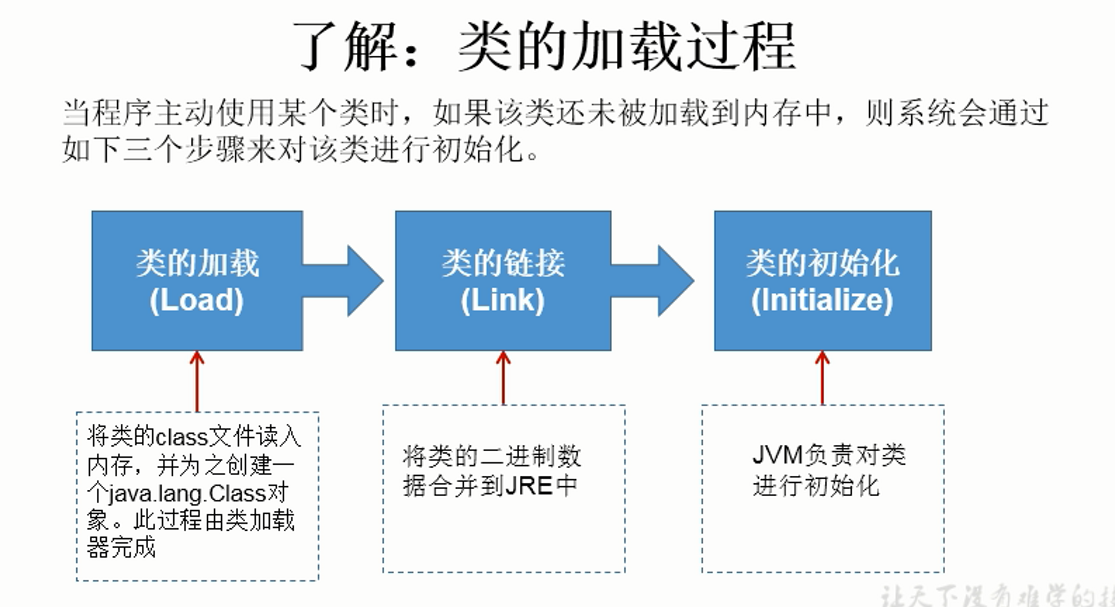 了解：类的加载过程
当程序主动使用某个类时，如果该类还未被加载到内存中，则系统会通过
如下三个步骤来对该类进行初始化。
类的加载
(Load)
类的链接
(Link)
类的初始化
(Initialize)
将类的class文件读入
内存，并为之创建一
个java.lang.Class对
象。此过程由类加载
器完成
将类的二进制数
据合并到JRE中
JVM负责对类
进行初始化
让天下没有难学的技